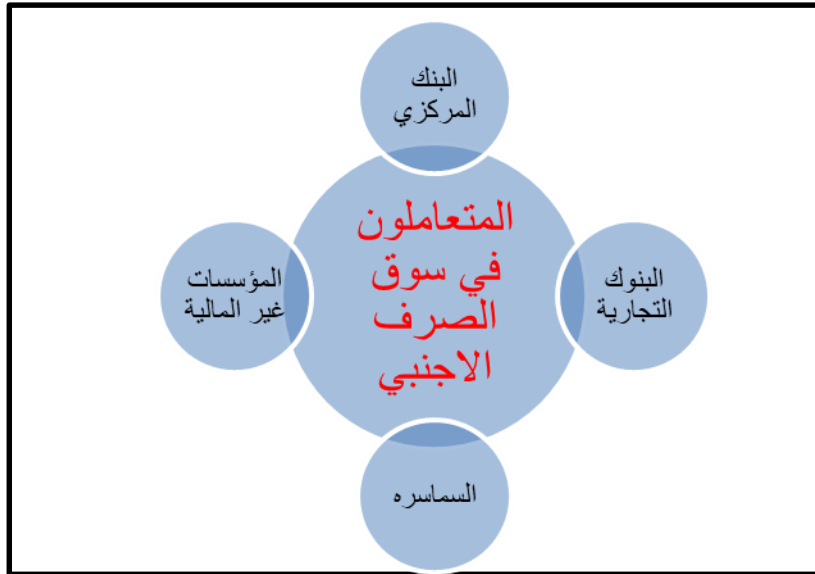 البنك
المركزي
المتعاملون
في سوق
الصرف
الاجنبي
البنوك
التجارية
المؤسسات
غير المالية
السماسره